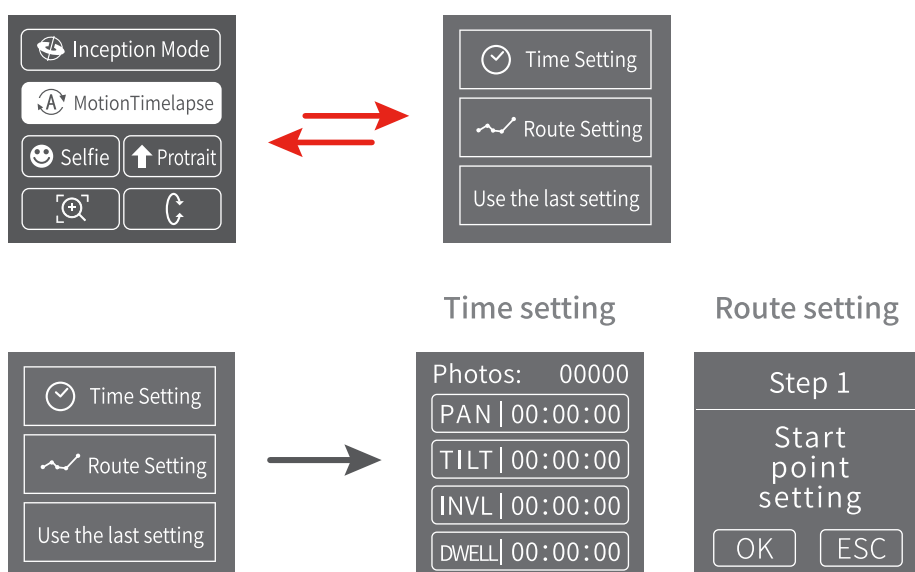 Inception Mode
MotionTimelapse
Selfie
Protrait
Time Setting
Route Setting
Use the last setting
Time Setting
Route Setting
Use the last setting
Time setting
Photos: 00000
PAN | 00:00:00
TILT | 00:00:00
INVL | 00:00:00
DWELL | 00:00:00
Route setting
Step 1
Start
point
setting
OK
ESC